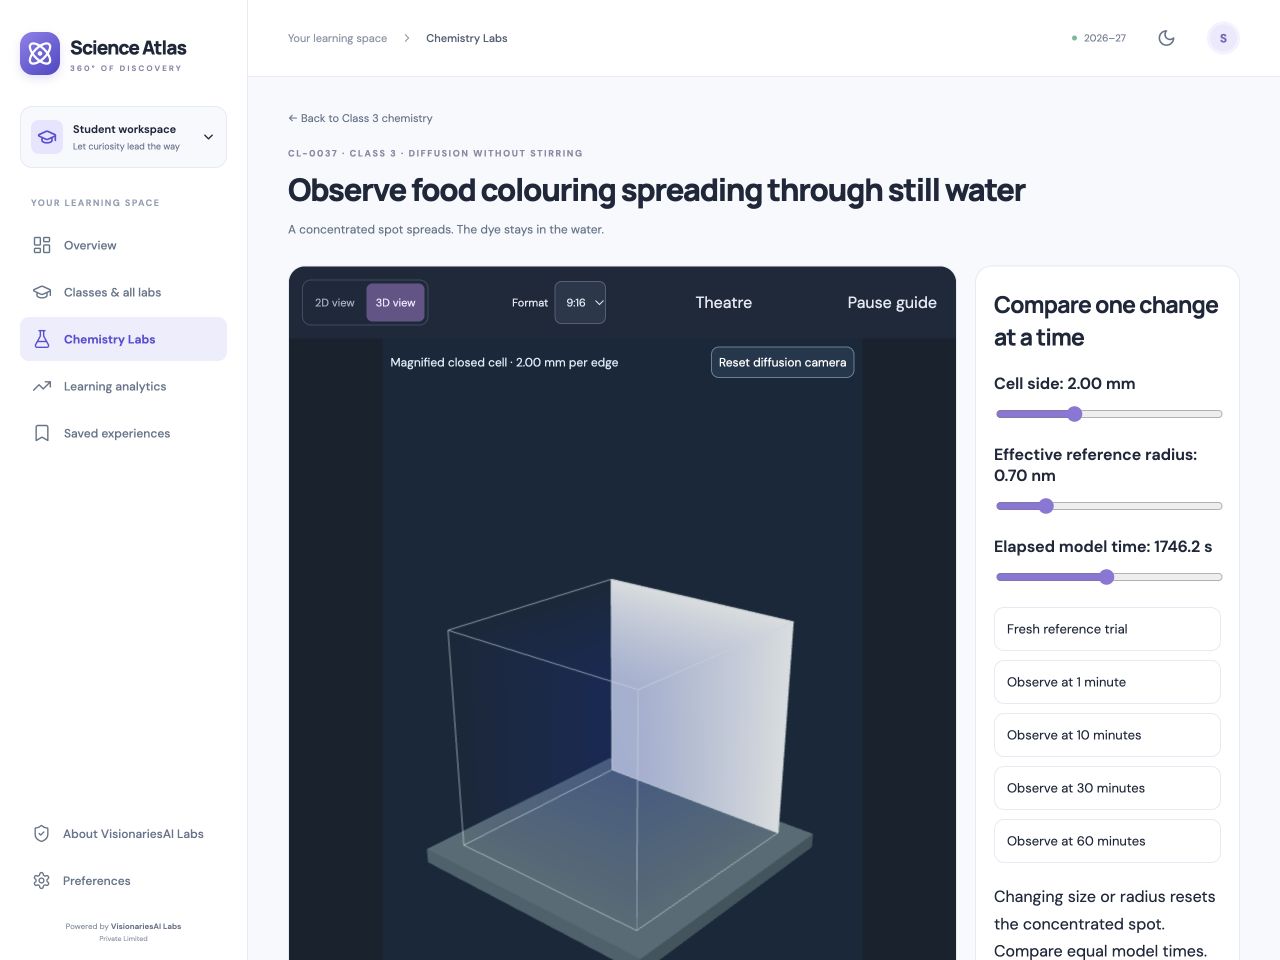 Science Atlas
360° OF DISCOVERY
Student workspace
Let curiosity lead the way
YOUR LEARNING SPACE
Overview
Classes & all labs
Chemistry Labs
Learning analytics
Saved experiences
About VisionariesAI Labs
Preferences
Powered by VisionariesAI Labs
Private Limited
Your learning space > Chemistry Labs
2026–27
S
← Back to Class 3 chemistry
CL-0037 · CLASS 3 · DIFFUSION WITHOUT STIRRING
Observe food colouring spreading through still water
A concentrated spot spreads. The dye stays in the water.
2D view 3D view Format 9:16 Theatre Pause guide
Magnified closed cell · 2.00 mm per edge Reset diffusion camera
Compare one change
at a time
Cell side: 2.00 mm
Effective reference radius:
0.70 nm
Elapsed model time: 1746.2 s
Fresh reference trial
Observe at 1 minute
Observe at 10 minutes
Observe at 30 minutes
Observe at 60 minutes
Changing size or radius resets
the concentrated spot.
Compare equal model times.